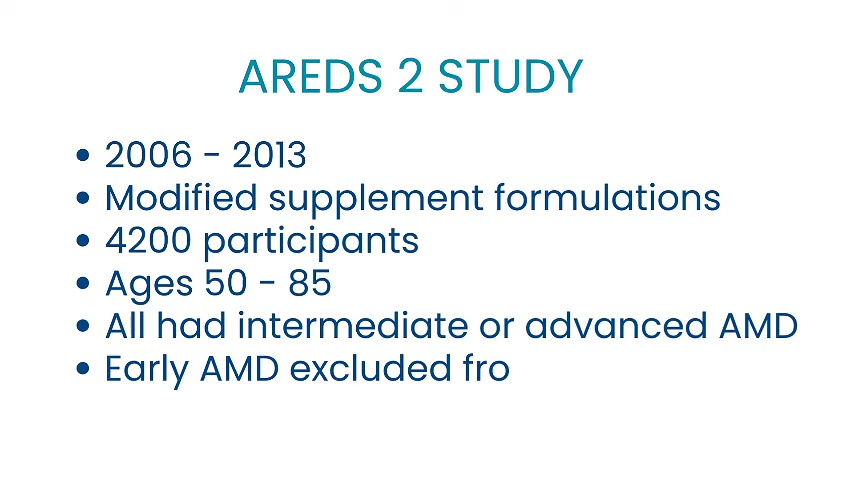 AREDS 2 STUDY
• 2006 - 2013
• Modified supplement formulations
• 4200 participants
• Ages 50 - 85
• All had intermediate or advanced AMD
• Early AMD excluded fro